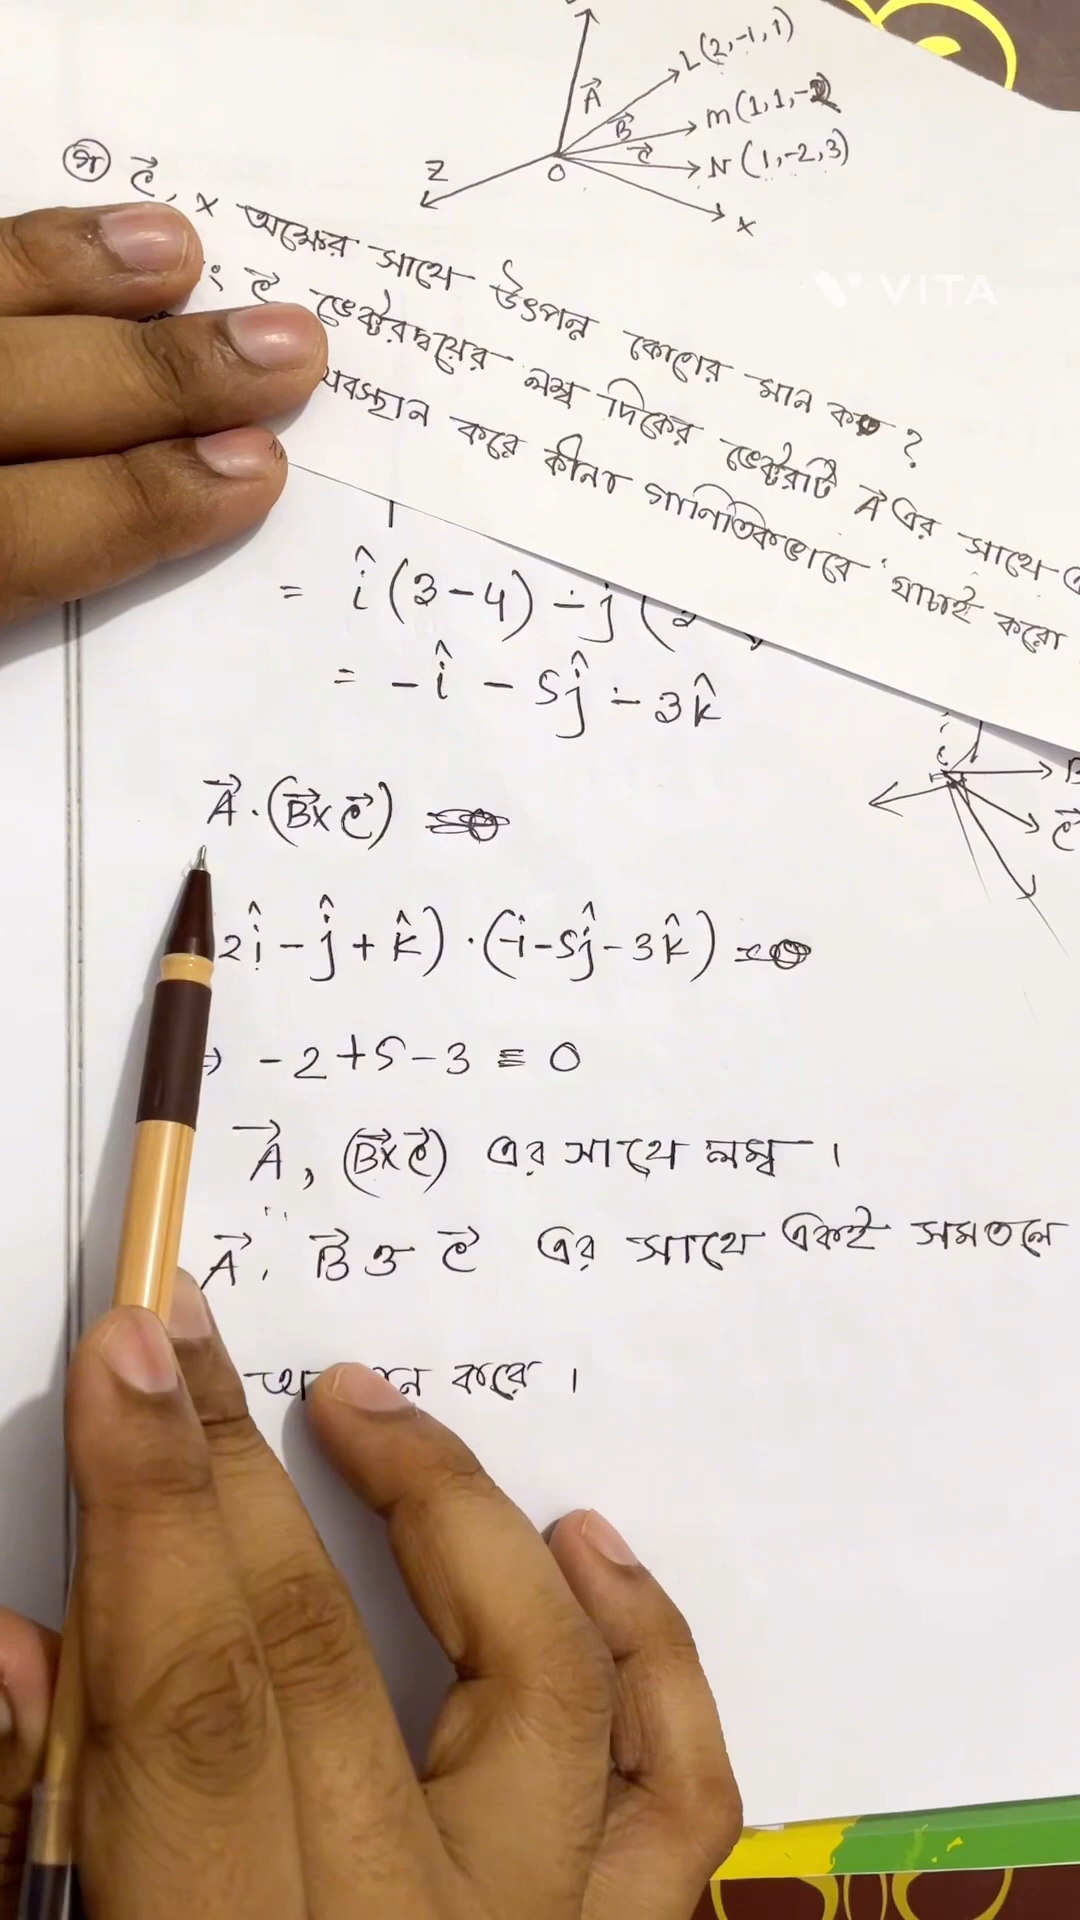 L(2,-1,1)
A⃗
m(1,1,-2
B⃗
C⃗
N(1,-2,3)
Z
O
x
গ C⃗, x অক্ষের সাথে উৎপন্ন কোণের মান কত ?
C⃗ ভেক্টরদ্বয়ের লম্ব দিকের ভেক্টরটি A⃗ এর সাথে
করে কীনা গাণিতিকভাবে যাচাই করো
VITA
= î(3-4) - j(
= -î - 5ĵ - 3k̂
B
C⃗
A⃗ · (B⃗×C⃗)
2î - ĵ + k̂) · (-i-5ĵ-3k̂)
⇒ -2+5-3 = 0
A⃗, (B⃗×C⃗) এর সাথে লম্ব ।
A⃗, B⃗ ও C⃗ এর সাথে একই সমতলে
করে ।